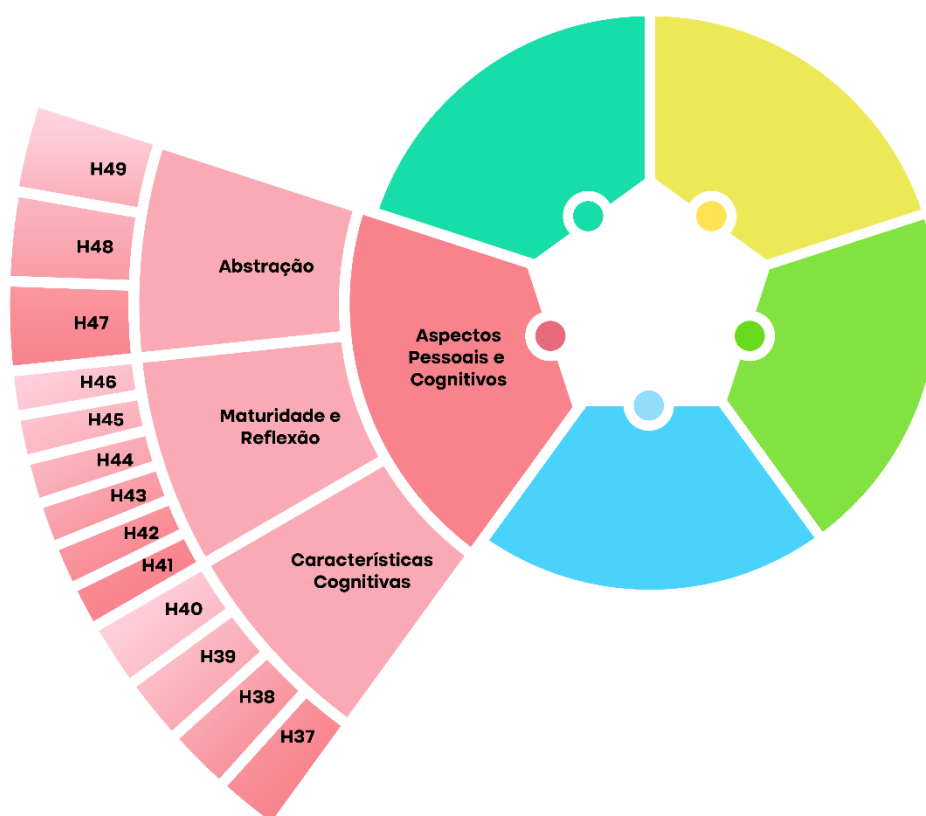 H49
H48
Abstração
H47
Aspectos
Pessoais e
Cognitivos
H46
H45
Maturidade e
Reflexão
H44
H43
H42
H41
Características
Cognitivas
H40
H39
H38
H37